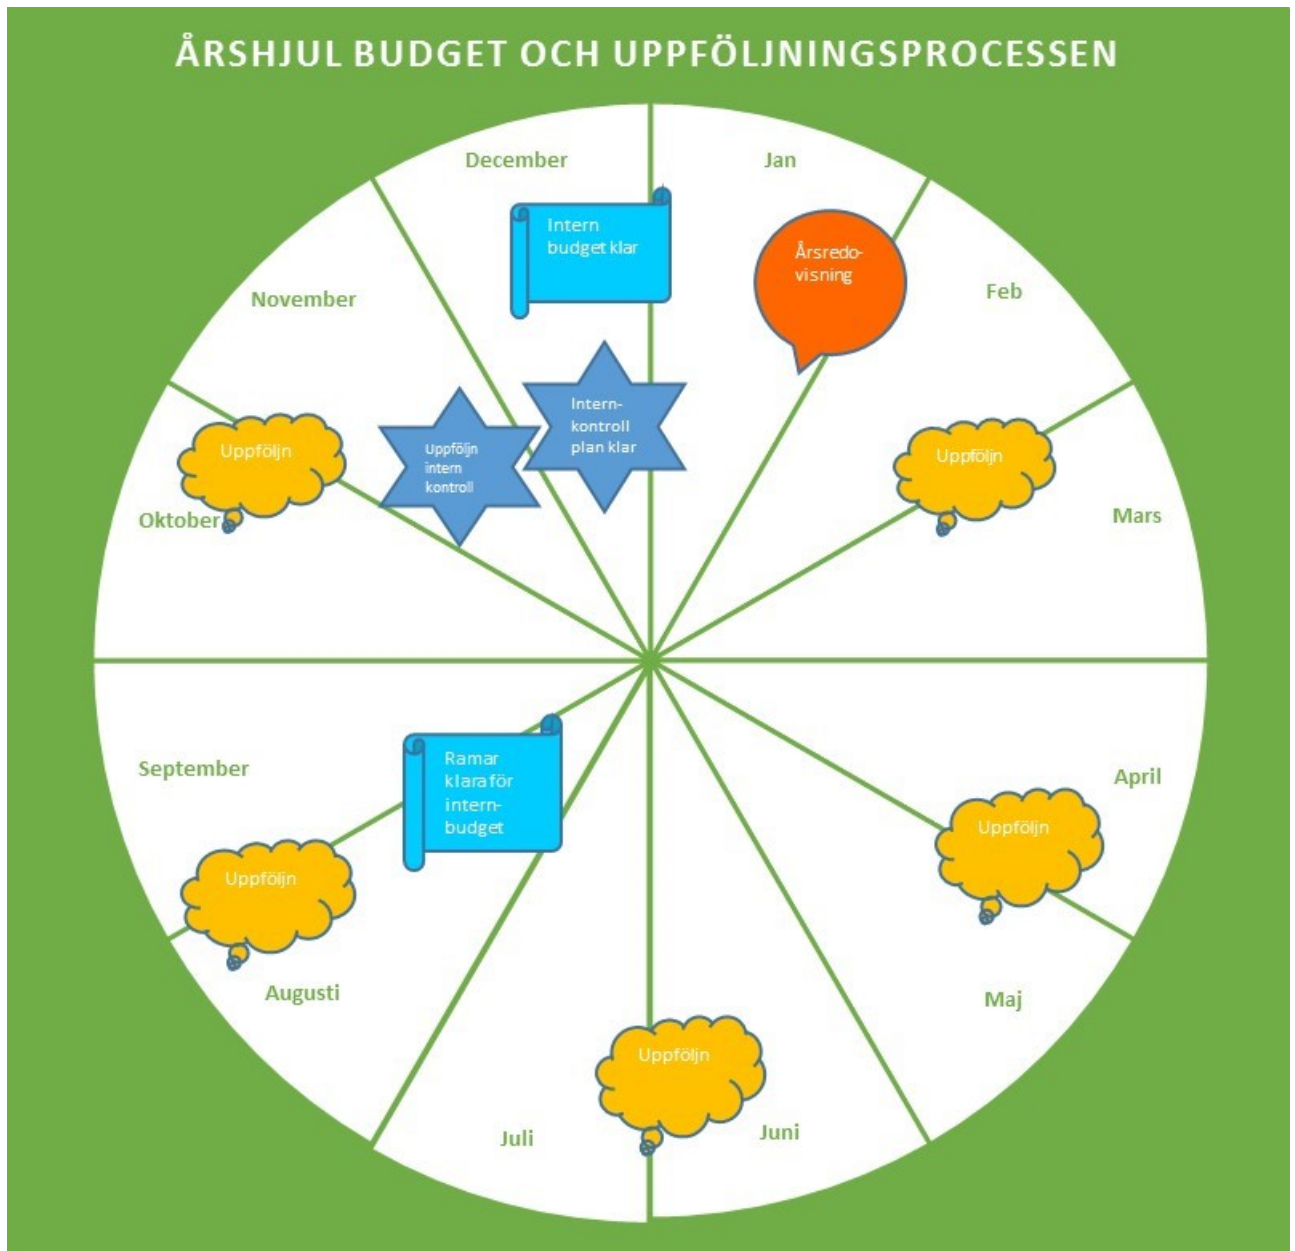 ÅRSHJUL BUDGET OCH UPPFÖLJNINGSPROCESSEN
December
Jan
Intern
budget klar
Årsredo-
visning
November
Feb
Intern-
kontroll
plan klar
Uppföljn
intern
kontroll
Uppföljn
Uppföljn
Oktober
Mars
September
Ramar
klara för
intern-
budget
April
Uppföljn
Uppföljn
Augusti
Maj
Uppföljn
Juli
Juni